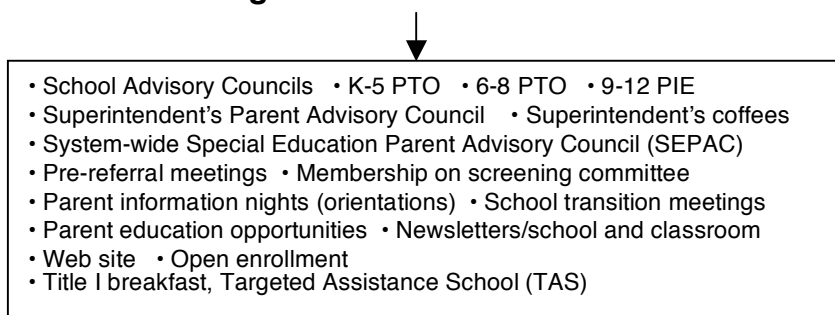 • School Advisory Councils • K-5 PTO • 6-8 PTO • 9-12 PIE
• Superintendent's Parent Advisory Council • Superintendent's coffees
• System-wide Special Education Parent Advisory Council (SEPAC)
• Pre-referral meetings • Membership on screening committee
• Parent information nights (orientations) • School transition meetings
• Parent education opportunities • Newsletters/school and classroom
• Web site • Open enrollment
• Title I breakfast, Targeted Assistance School (TAS)